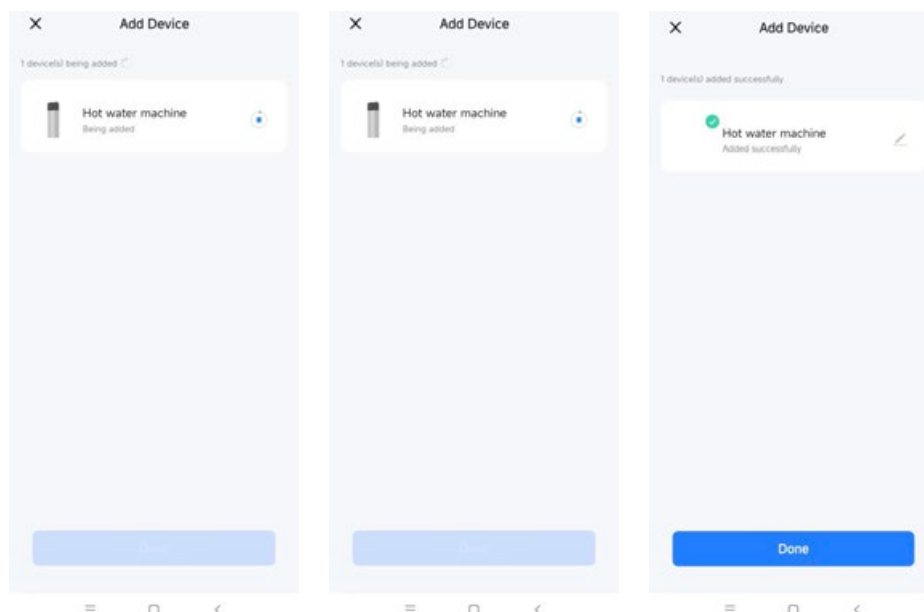 Add Device
1 device(s) being added
Hot water machine
Being added
Add Device
1 device(s) being added
Hot water machine
Being added
Add Device
1 device(s) added successfully
Hot water machine
Added successfully
Done